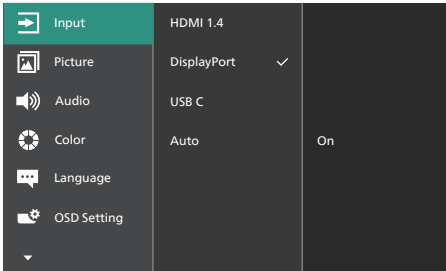 Input
HDMI 1.4
Picture
DisplayPort
Audio
USB C
Color
Auto
On
Language
OSD Setting